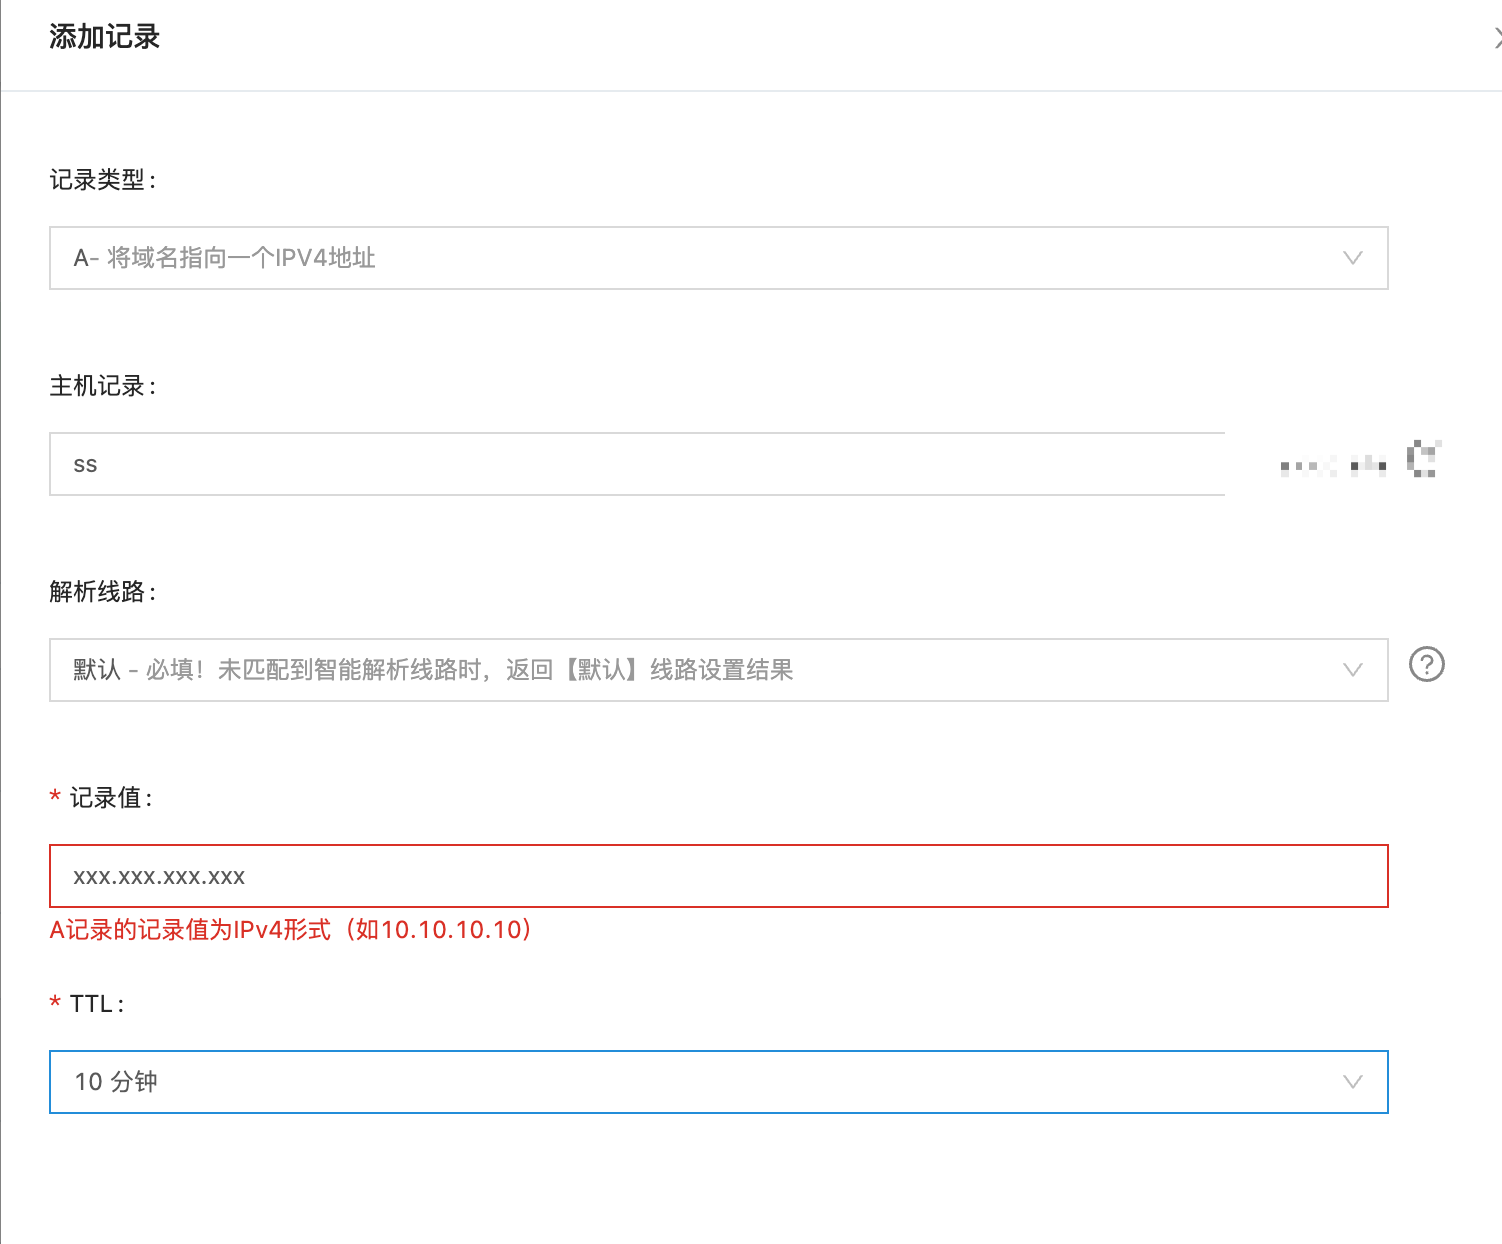 添加记录
记录类型:
A- 将域名指向一个IPV4地址
主机记录:
ss
解析线路:
默认 - 必填！未匹配到智能解析线路时，返回【默认】线路设置结果
* 记录值:
xxx.xxx.xxx.xxx
A记录的记录值为IPv4形式（如10.10.10.10）
* TTL:
10 分钟